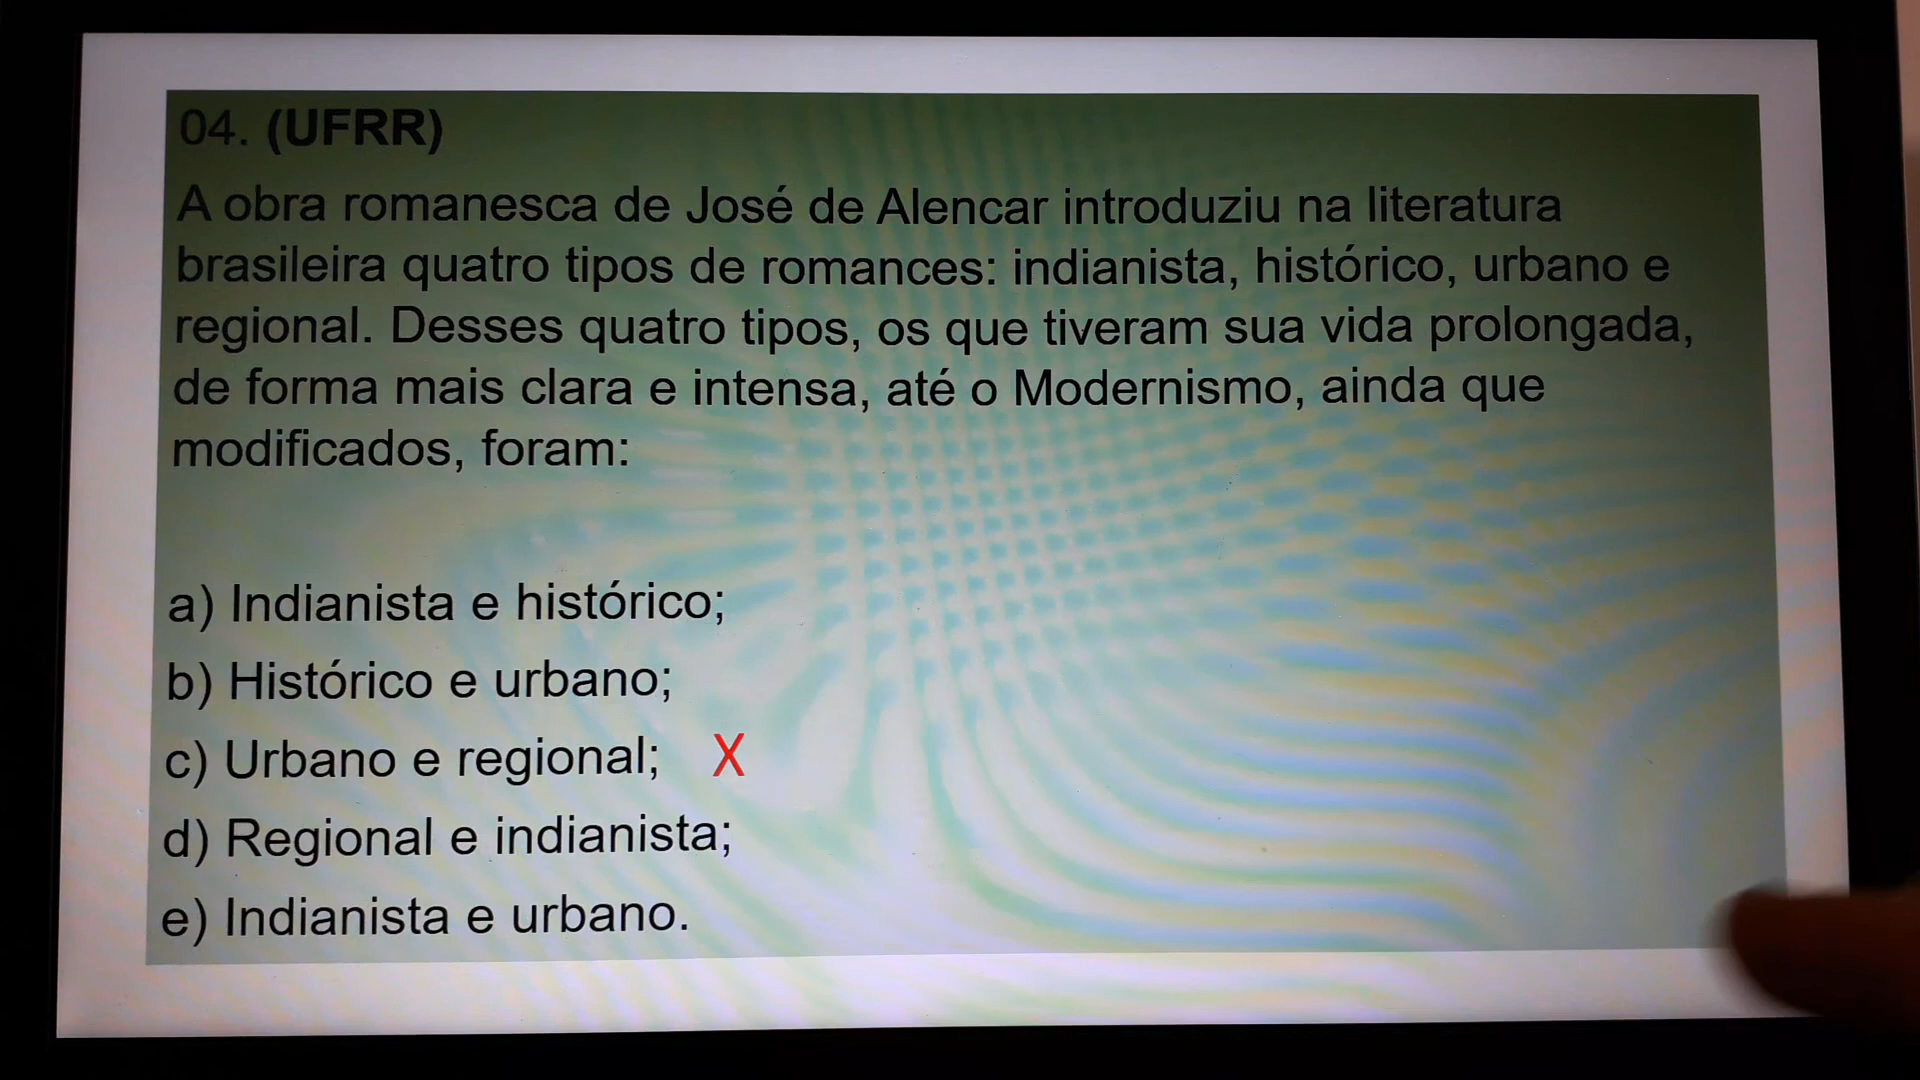 04. (UFRR)
A obra romanesca de José de Alencar introduziu na literatura
brasileira quatro tipos de romances: indianista, histórico, urbano e
regional. Desses quatro tipos, os que tiveram sua vida prolongada,
de forma mais clara e intensa, até o Modernismo, ainda que
modificados, foram:
a) Indianista e histórico;
b) Histórico e urbano;
c) Urbano e regional; X
d) Regional e indianista;
e) Indianista e urbano.